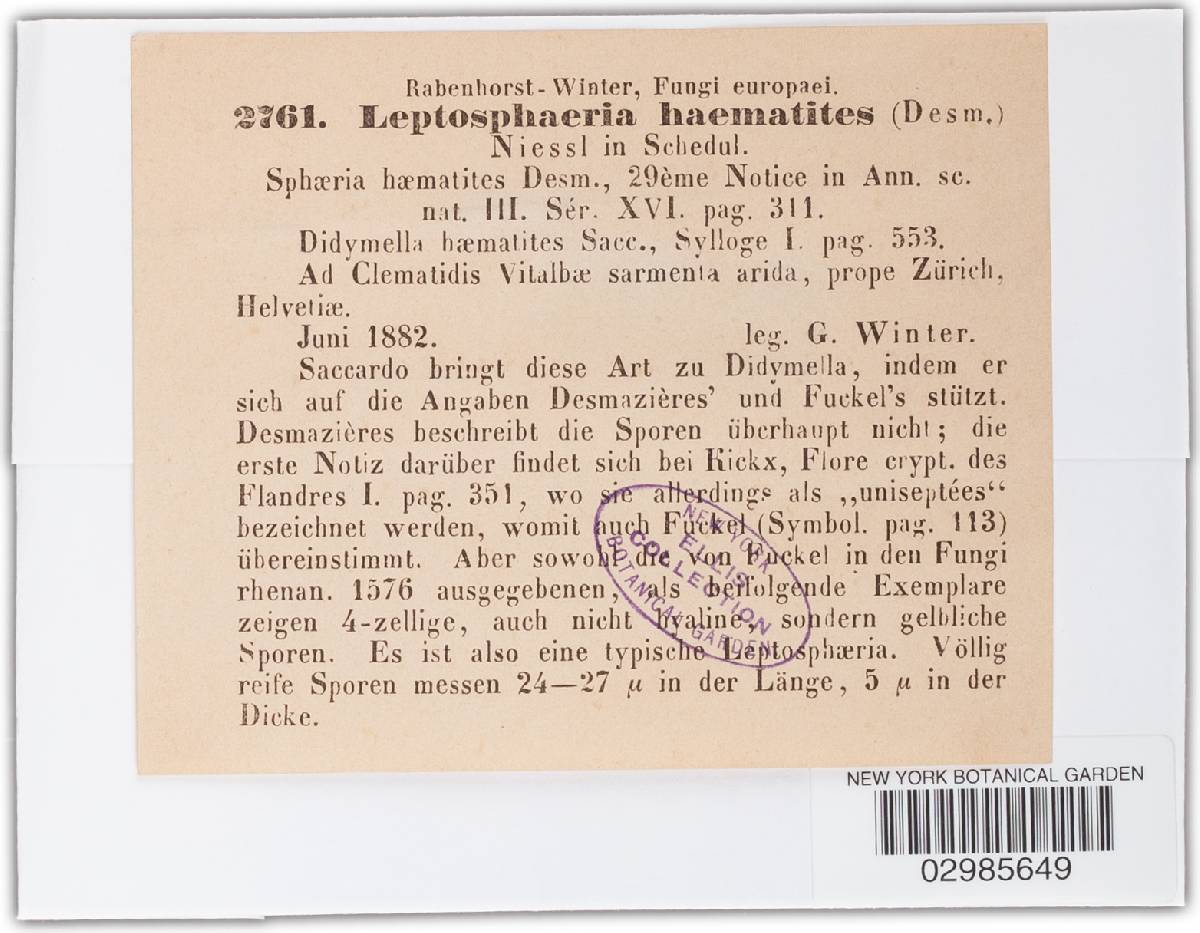 Rabenhorst-Winter, Fungi europaei.
2761. Leptosphaeria haematites (Desm.)
Niessl in Schedul.
Sphæria hæmatites Desm., 29ème Notice in Ann. sc.
nat. III. Sér. XVI. pag. 311.
Didymella hæmatites Sacc., Sylloge I. pag. 553.
Ad Clematidis Vitalbæ sarmenta arida, prope Zürich,
Helvetiæ.
Juni 1882. leg. G. Winter.
Saccardo bringt diese Art zu Didymella, indem er
sich auf die Angaben Desmazières' und Fuckel's stützt.
Desmazières beschreibt die Sporen überhaupt nicht; die
erste Notiz darüber findet sich bei Kickx, Flore crypt. des
Flandres I. pag. 351, wo sie allerdings als „uniseptées“
bezeichnet werden, womit auch Fuckel (Symbol. pag. 113)
übereinstimmt. Aber sowohl die von Fuckel in den Fungi
rhenan. 1576 ausgegebenen, als beifolgende Exemplare
zeigen 4-zellige, auch nicht hyaline, sondern gelbliche
Sporen. Es ist also eine typische Leptosphæria. Völlig
reife Sporen messen 24—27 μ in der Länge, 5 μ in der
Dicke.
NEW YORK
ELLIS
COLLECTION
BOTANICAL GARDEN
NEW YORK BOTANICAL GARDEN
02985649